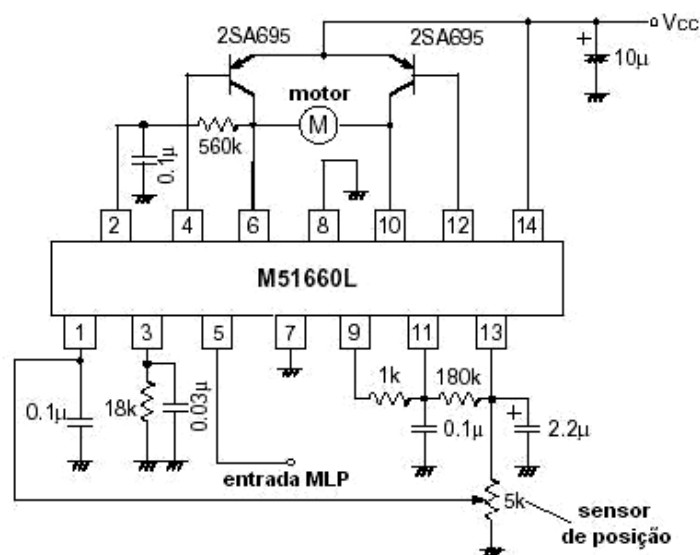 2SA695
2SA695
Vcc
+
10µ
motor
M
560k
0.1µ
2
4
6
8
10
12
14
M51660L
1
3
5
7
9
11
13
0.1µ
18k
0.03µ
1k
180k
+
0.1µ
2.2µ
entrada MLP
5k
sensor
de posição